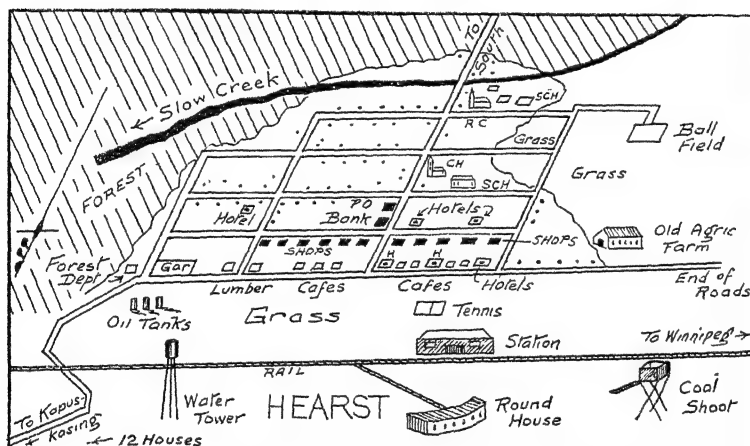 TO
South
Slow Creek
SCH
RC
Ball
Field
Grass
Grass
FOREST
CH
SCH
Hotel
PO
Bank
Hotels
SHOPS
Old Agric
Farm
SHOPS
H
H
Forest
Dept
Gar
Lumber
Cafes
Cafes
Hotels
End of
Roads
Oil Tanks
Grass
Tennis
Station
To Winnipeg
RAIL
Water
Tower
HEARST
Round
House
Coal
Shoot
To Kapus-
kasing
12 Houses